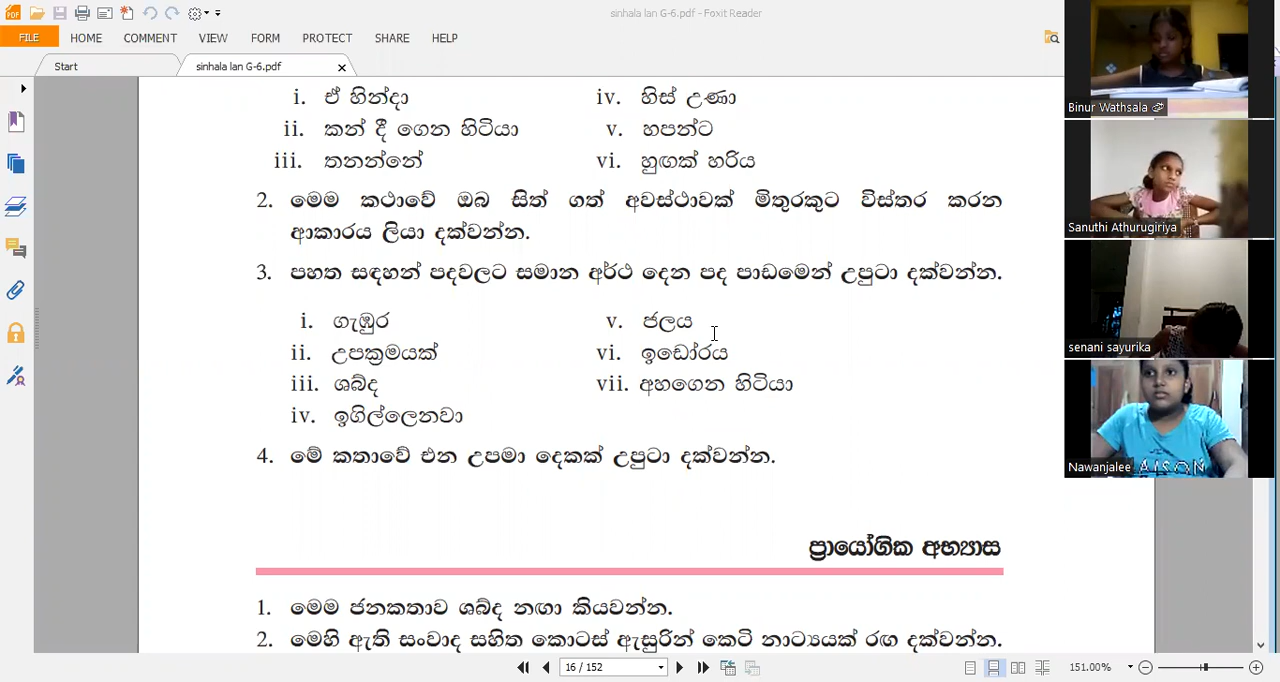 sinhala lan G-6.pdf - Foxit Reader
FILE HOME COMMENT VIEW FORM PROTECT SHARE HELP
Start sinhala lan G-6.pdf
i. ඒ හින්දා iv. හිස් උණා
ii. කන් දී ගෙන හිටියා v. හපන්ට
iii. තනන්නේ vi. හුඟක් හරිය
2. මෙම කථාවේ ඔබ සිත් ගත් අවස්ථාවක් මිතුරකුට විස්තර කරන
ආකාරය ලියා දක්වන්න.
3. පහත සඳහන් පදවලට සමාන අර්ථ දෙන පද පාඩමෙන් උපුටා දක්වන්න.
i. ගැඹුර v. ජලය
ii. උපක්‍රමයක් vi. ඉඩෝරය
iii. ශබ්ද vii. අහගෙන හිටියා
iv. ඉගිල්ලෙනවා
4. මේ කතාවේ එන උපමා දෙකක් උපුටා දක්වන්න.
ප්‍රායෝගික අභ්‍යාස
1. මෙම ජනකතාව ශබ්ද නඟා කියවන්න.
2. මෙහි ඇති සංවාද සහිත කොටස් ඇසුරින් කෙටි නාට්‍යයක් රඟ දක්වන්න.
16 / 152 151.00%
Binur Wathsala
Sanuthi Athurugiriya
senani sayurika
Nawanjalee